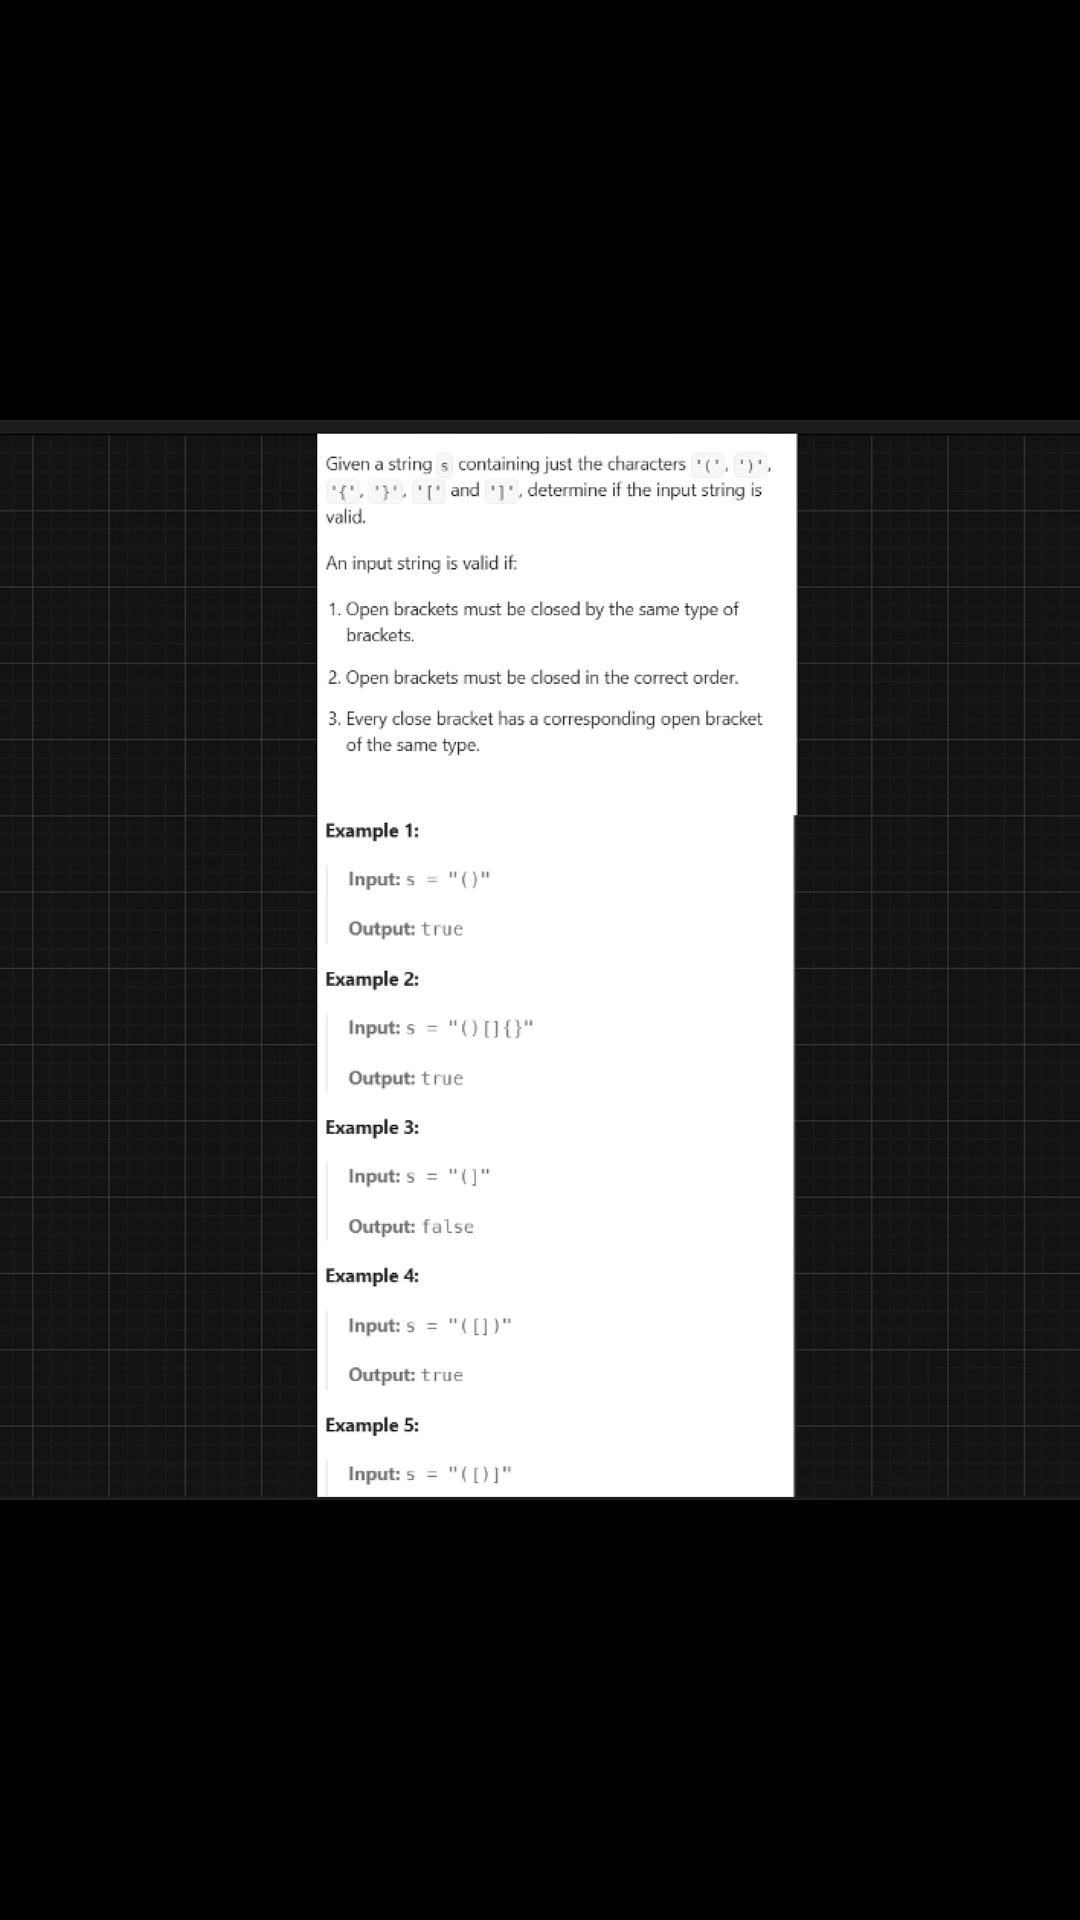 Given a string s containing just the characters '(', ')',
'{', '}', '[' and ']', determine if the input string is
valid.
An input string is valid if:
1. Open brackets must be closed by the same type of
brackets.
2. Open brackets must be closed in the correct order.
3. Every close bracket has a corresponding open bracket
of the same type.
Example 1:
Input: s = "()"
Output: true
Example 2:
Input: s = "()[]{}"
Output: true
Example 3:
Input: s = "(]"
Output: false
Example 4:
Input: s = "([])"
Output: true
Example 5:
Input: s = "([)]"